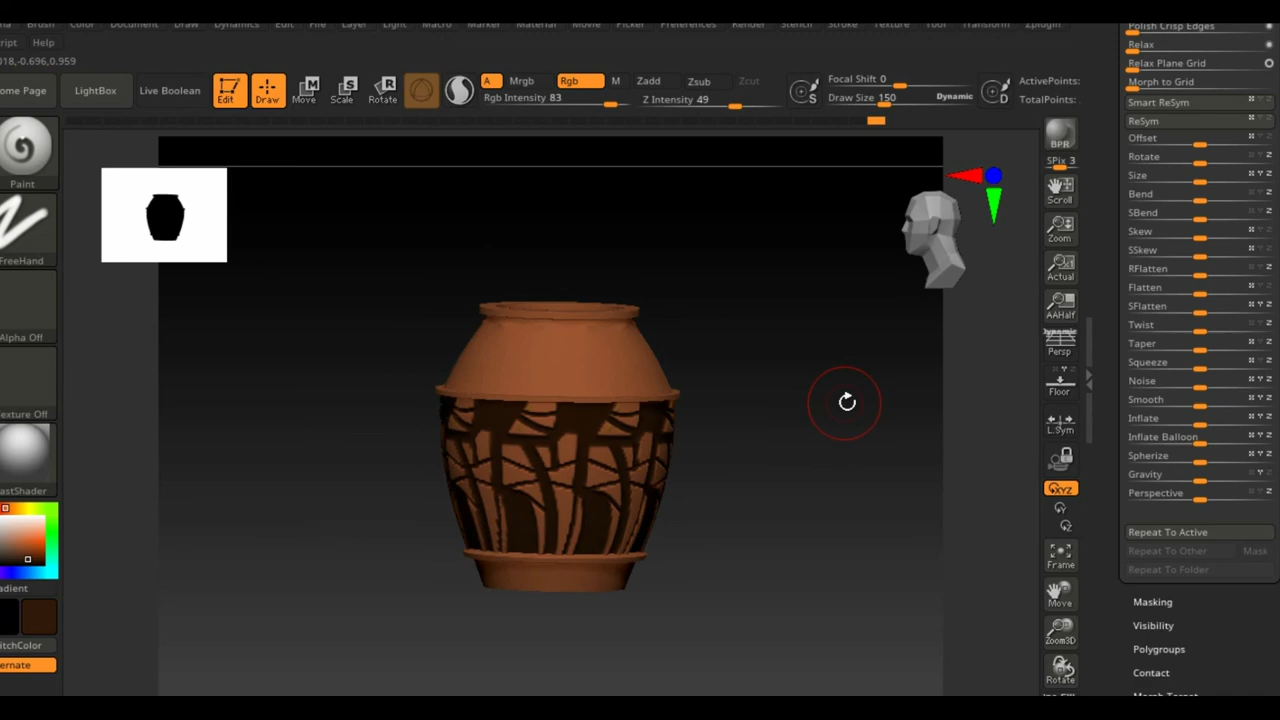 Brush Color Document Draw Dynamics Edit File Layer Light Macro Marker Material Movie Picker Preferences Render Stencil Stroke Texture Tool Transform Zplugin
ript Help
018,-0.696,0.959
ome Page LightBox Live Boolean Edit Draw Move Scale Rotate A Mrgb Rgb M Zadd Zsub Zcut
Rgb Intensity 83 Z Intensity 49
Focal Shift 0
Draw Size 150 Dynamic
S
D
ActivePoints:
TotalPoints:
Paint
FreeHand
Alpha Off
Texture Off
astShader
adient
itchColor
ernate
BPR
SPix 3
Scroll
Zoom
Actual
AAHalf
Dynamic
Persp
Floor
L.Sym
XYZ
Y
Z
Frame
Move
Zoom3D
Rotate
Polish Crisp Edges
Relax
Relax Plane Grid
Morph to Grid
Smart ReSym
ReSym
Offset
Rotate
Size
Bend
SBend
Skew
SSkew
RFlatten
Flatten
SFlatten
Twist
Taper
Squeeze
Noise
Smooth
Inflate
Inflate Balloon
Spherize
Gravity
Perspective
Repeat To Active
Repeat To Other Mask
Repeat To Folder
Masking
Visibility
Polygroups
Contact
Morph Target